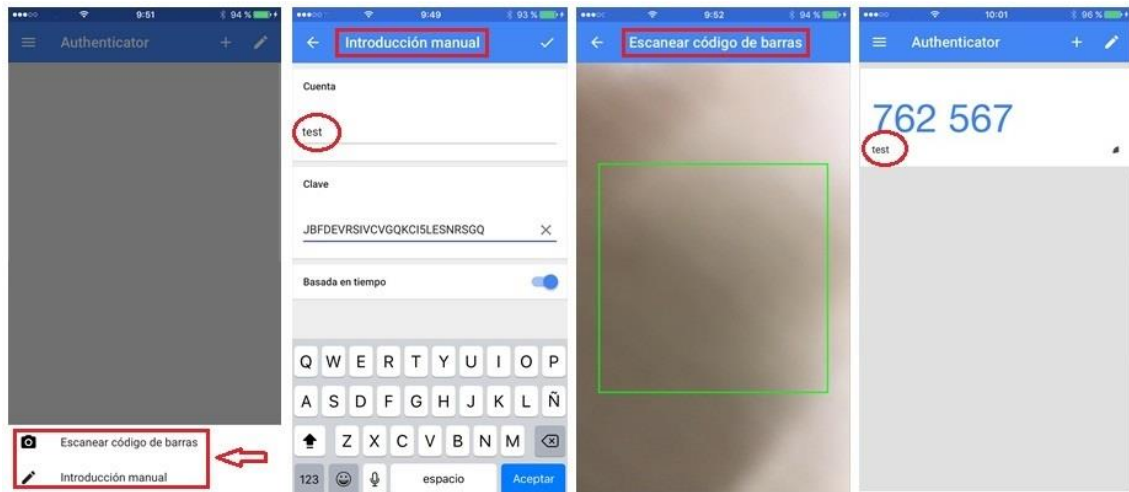 9:51
94 %
Authenticator
Escanear código de barras
Introducción manual
9:49
93 %
Introducción manual
Cuenta
test
Clave
JBFDEVRSIVCVGQKCI5LESNRSGQ
Basada en tiempo
Q W E R T Y U I O P
A S D F G H J K L Ñ
Z X C V B N M
123 espacio Aceptar
9:52
94 %
Escanear código de barras
10:01
96 %
Authenticator
762 567
test